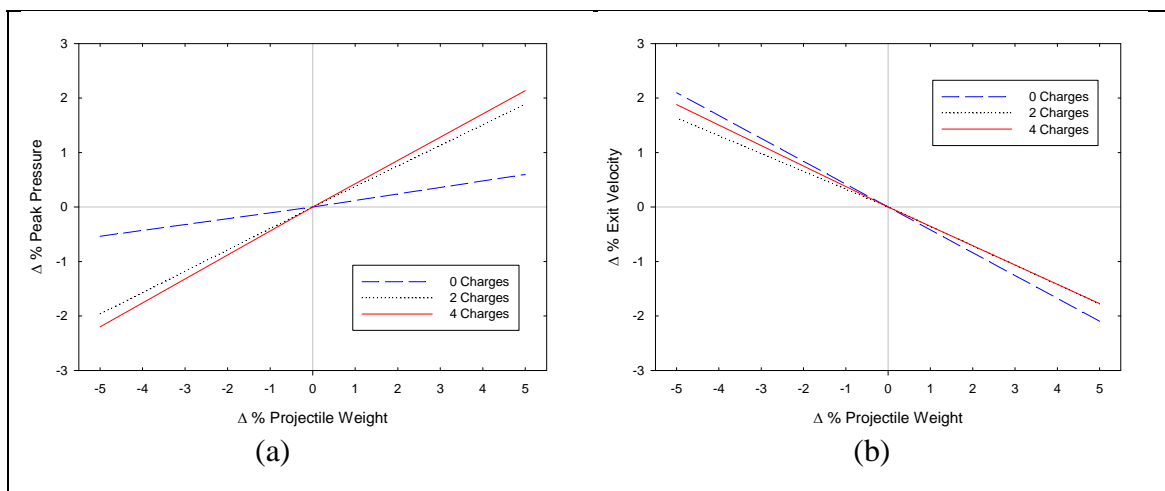 3
2
1
0
-1
-2
-3
Δ % Peak Pressure
0 Charges
2 Charges
4 Charges
-5 -4 -3 -2 -1 0 1 2 3 4 5
Δ % Projectile Weight
(a)
3
2
1
0
-1
-2
-3
Δ % Exit Velocity
0 Charges
2 Charges
4 Charges
-5 -4 -3 -2 -1 0 1 2 3 4 5
Δ % Projectile Weight
(b)